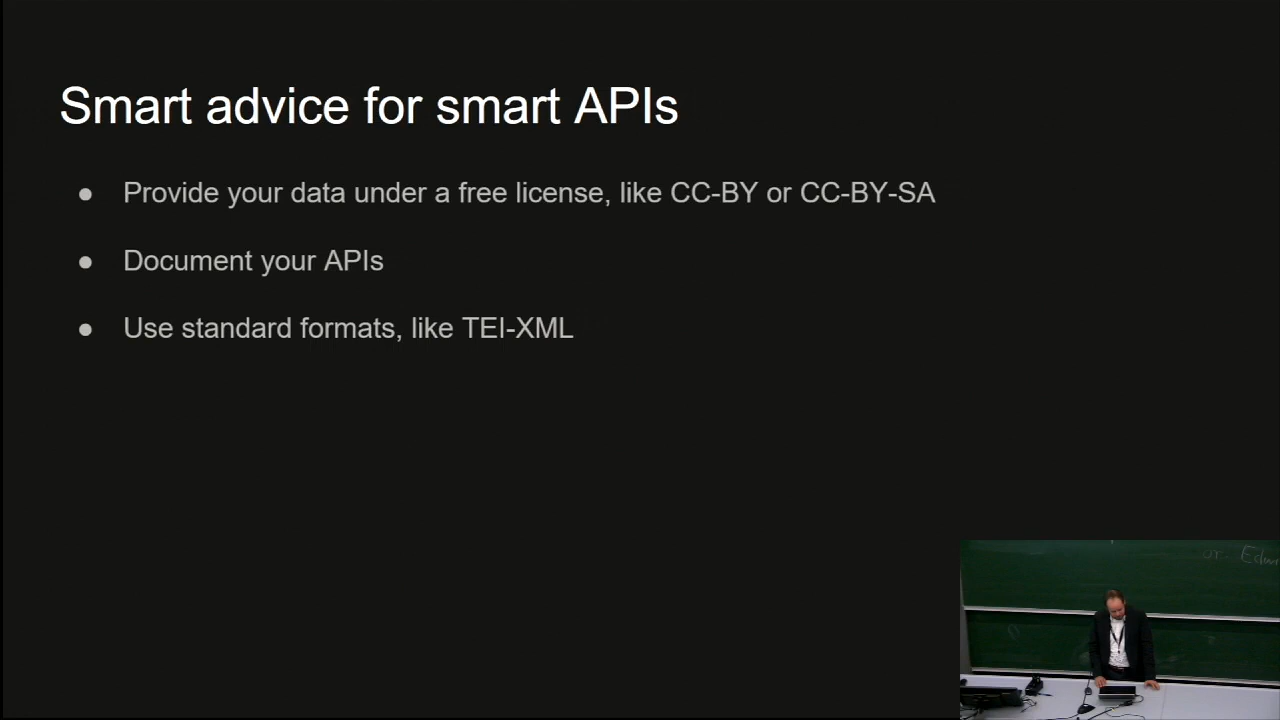 Smart advice for smart APIs
● Provide your data under a free license, like CC-BY or CC-BY-SA
● Document your APIs
● Use standard formats, like TEI-XML
or